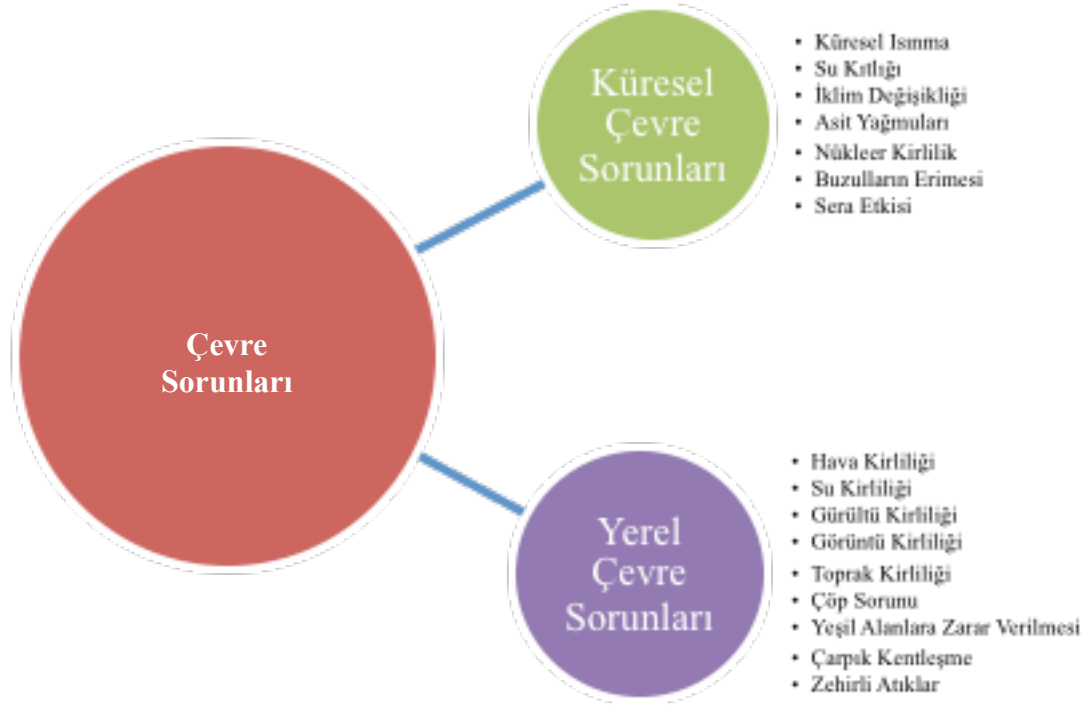 Çevre
Sorunları
Küresel
Çevre
Sorunları
• Küresel Isınma
• Su Kıtlığı
• İklim Değişikliği
• Asit Yağmuları
• Nükleer Kirlilik
• Buzulların Erimesi
• Sera Etkisi
Yerel
Çevre
Sorunları
• Hava Kirliliği
• Su Kirliliği
• Gürültü Kirliliği
• Görüntü Kirliliği
• Toprak Kirliliği
• Çöp Sorunu
• Yeşil Alanlara Zarar Verilmesi
• Çarpık Kentleşme
• Zehirli Atıklar